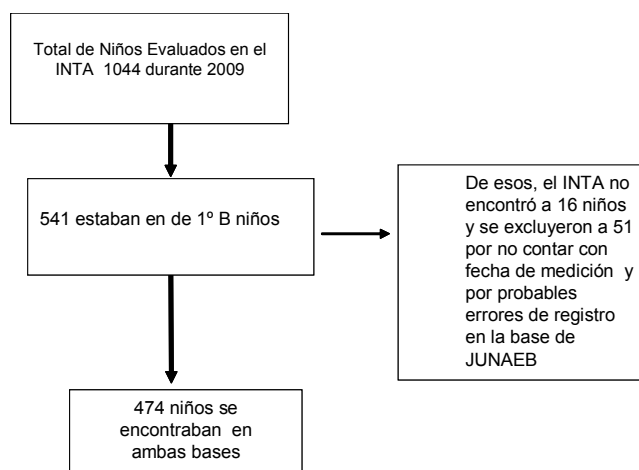 Total de Niños Evaluados en el
INTA 1044 durante 2009
541 estaban en de 1º B niños
De esos, el INTA no
encontró a 16 niños
y se excluyeron a 51
por no contar con
fecha de medición y
por probables
errores de registro
en la base de
JUNAEB
474 niños se
encontraban en
ambas bases